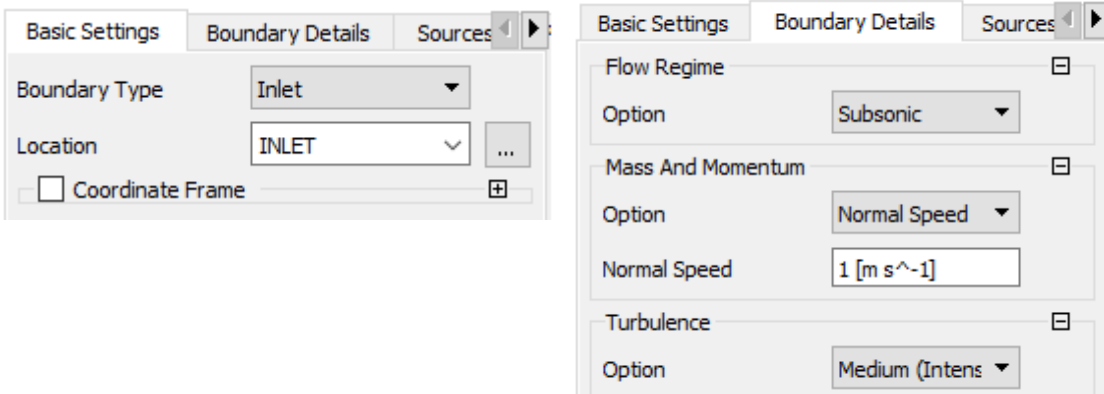 Basic Settings Boundary Details Sources
Boundary Type Inlet
Location INLET ...
Coordinate Frame
Basic Settings Boundary Details Sources
Flow Regime
Option Subsonic
Mass And Momentum
Option Normal Speed
Normal Speed 1 [m s^-1]
Turbulence
Option Medium (Intens